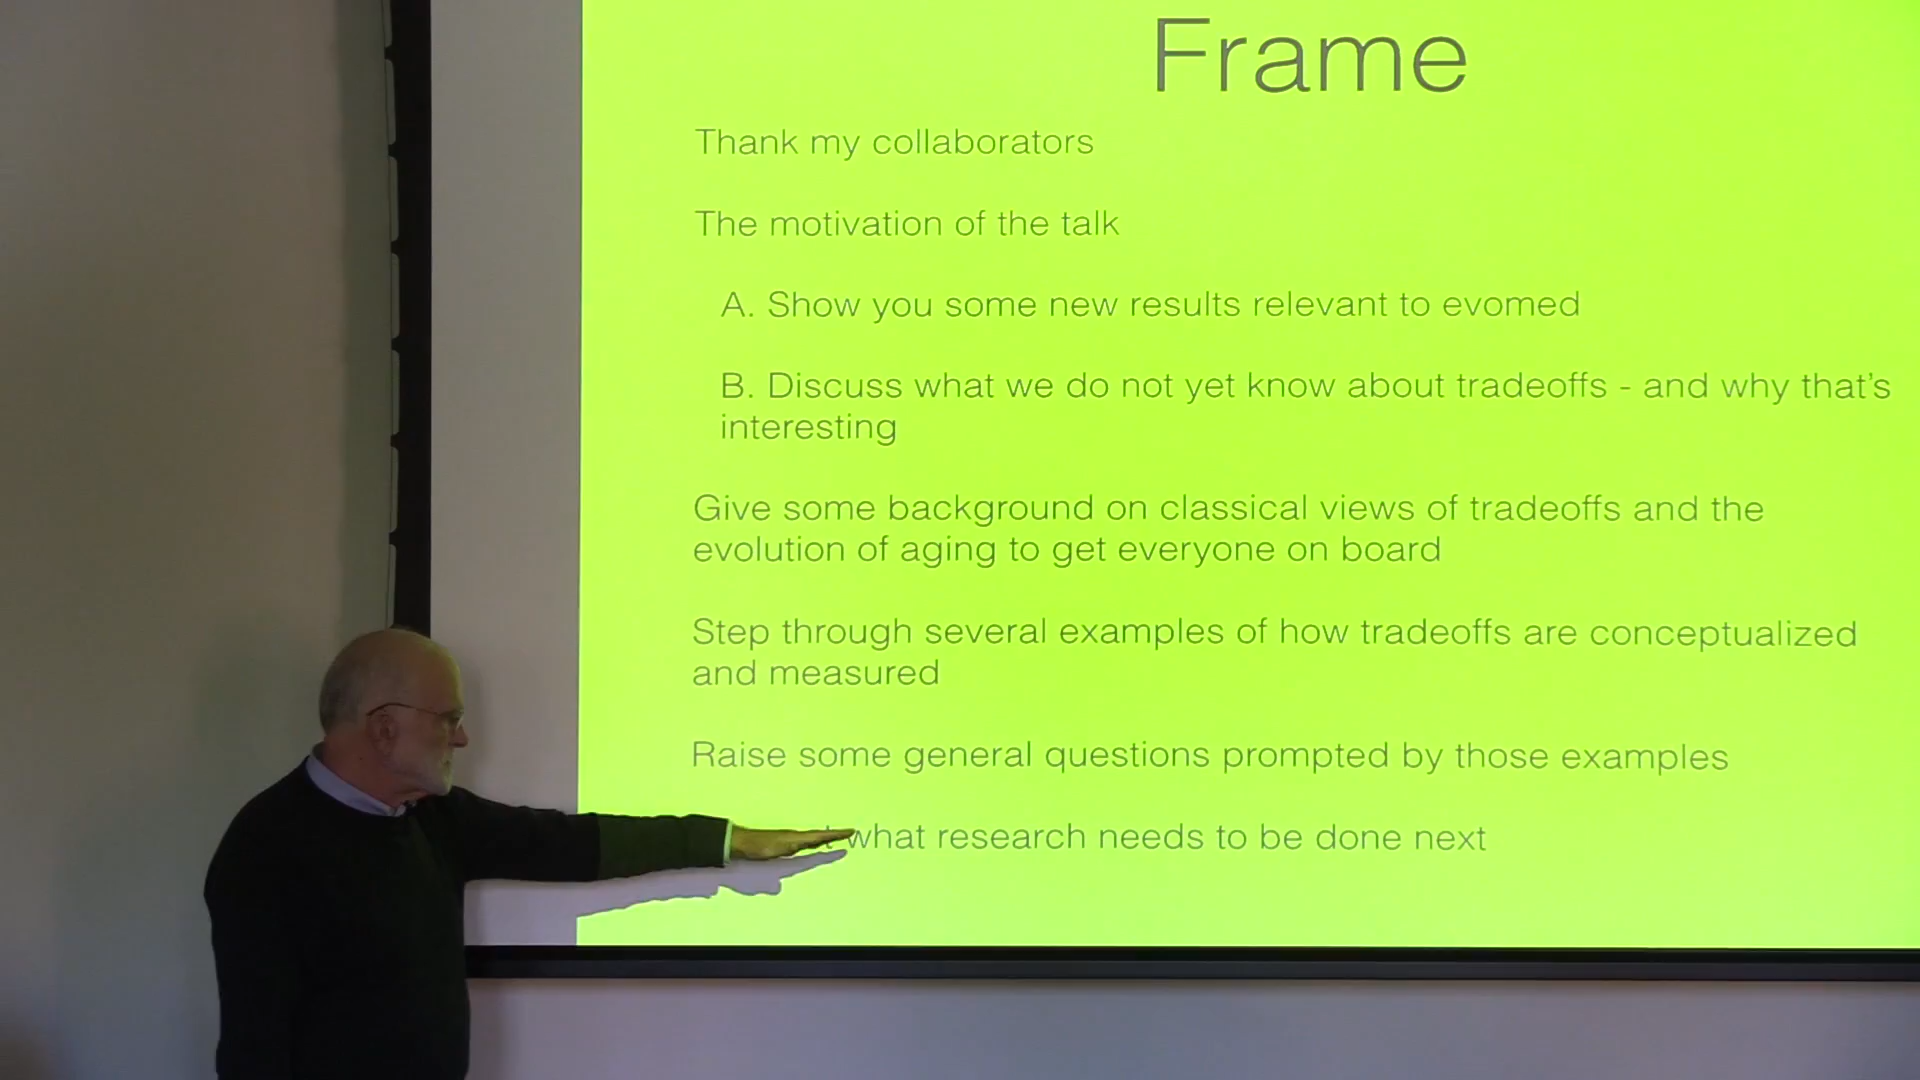 Frame
Thank my collaborators
The motivation of the talk
A. Show you some new results relevant to evomed
B. Discuss what we do not yet know about tradeoffs - and why that's
interesting
Give some background on classical views of tradeoffs and the
evolution of aging to get everyone on board
Step through several examples of how tradeoffs are conceptualized
and measured
Raise some general questions prompted by those examples
what research needs to be done next